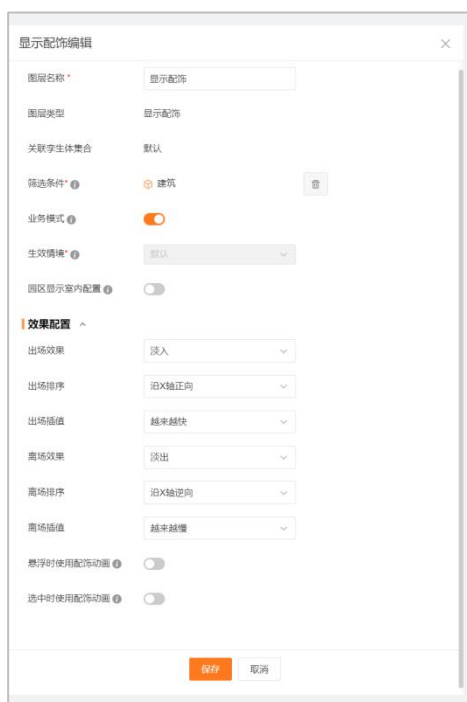 显示配饰编辑
图层名称 * 显示配饰
图层类型 显示配饰
关联孪生体集合 默认
筛选条件* 建筑
业务模式
生效情境* 默认
园区显示室内配置
效果配置
出场效果 淡入
出场排序 沿X轴正向
出场插值 越来越快
离场效果 淡出
离场排序 沿X轴逆向
离场插值 越来越慢
悬浮时使用配饰动画
选中时使用配饰动画
保存 取消